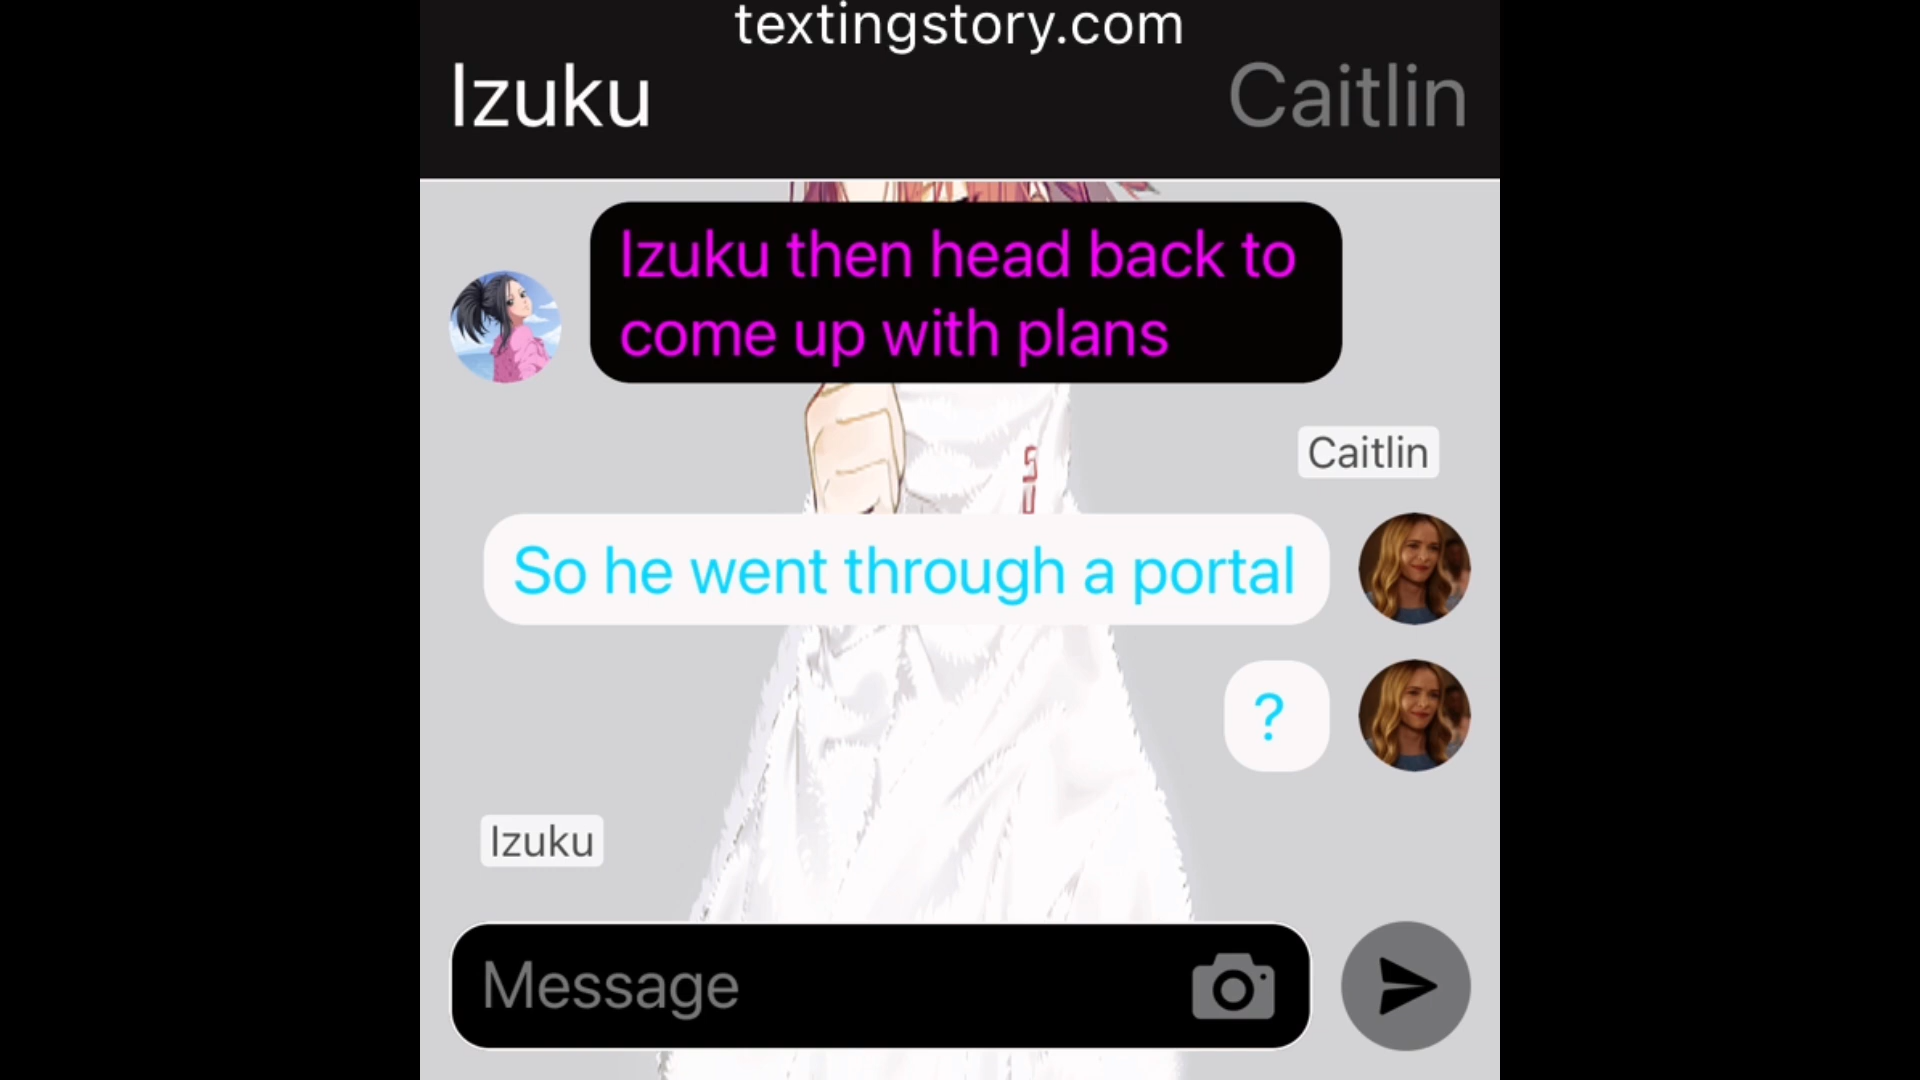 textingstory.com
Izuku
Caitlin
Izuku then head back to
come up with plans
Caitlin
So he went through a portal
?
Izuku
Message